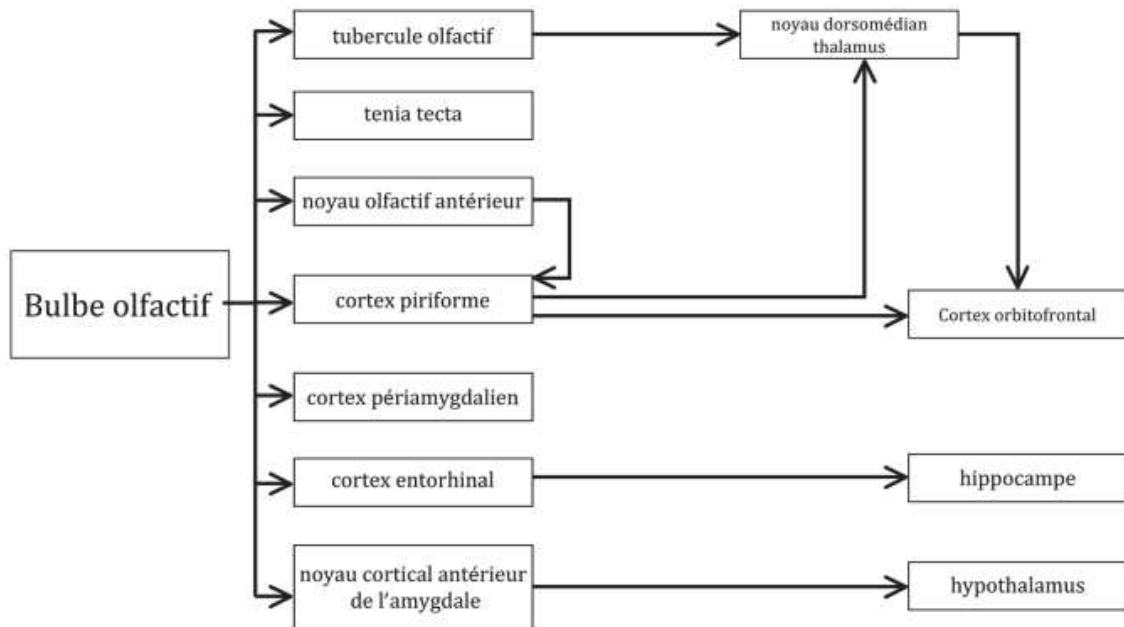 tubercule olfactif
noyau dorsomédian
thalamus
tenia tecta
noyau olfactif antérieur
Bulbe olfactif
cortex piriforme
Cortex orbitofrontal
cortex périamygdalien
cortex entorhinal
hippocampe
noyau cortical antérieur
de l'amygdale
hypothalamus